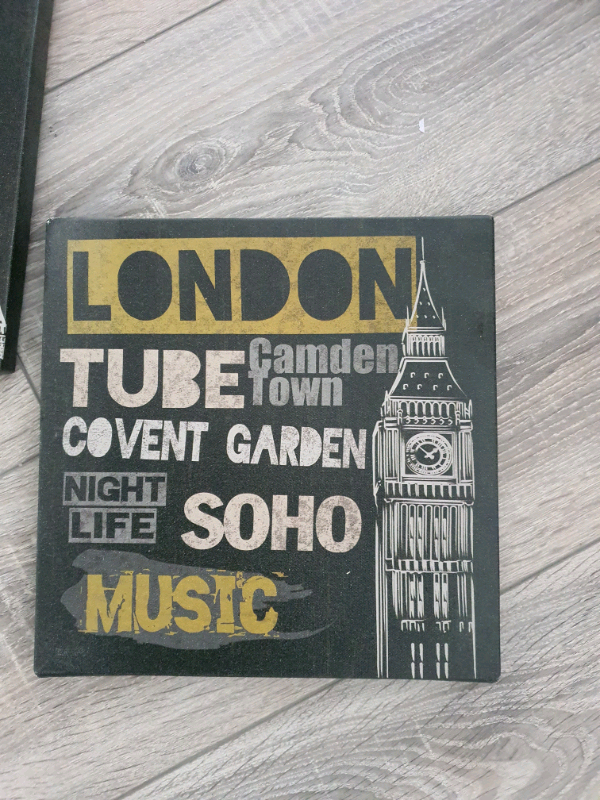 LONDON
TUBE Camden Town
COVENT GARDEN
NIGHT LIFE
SOHO
MUSIC